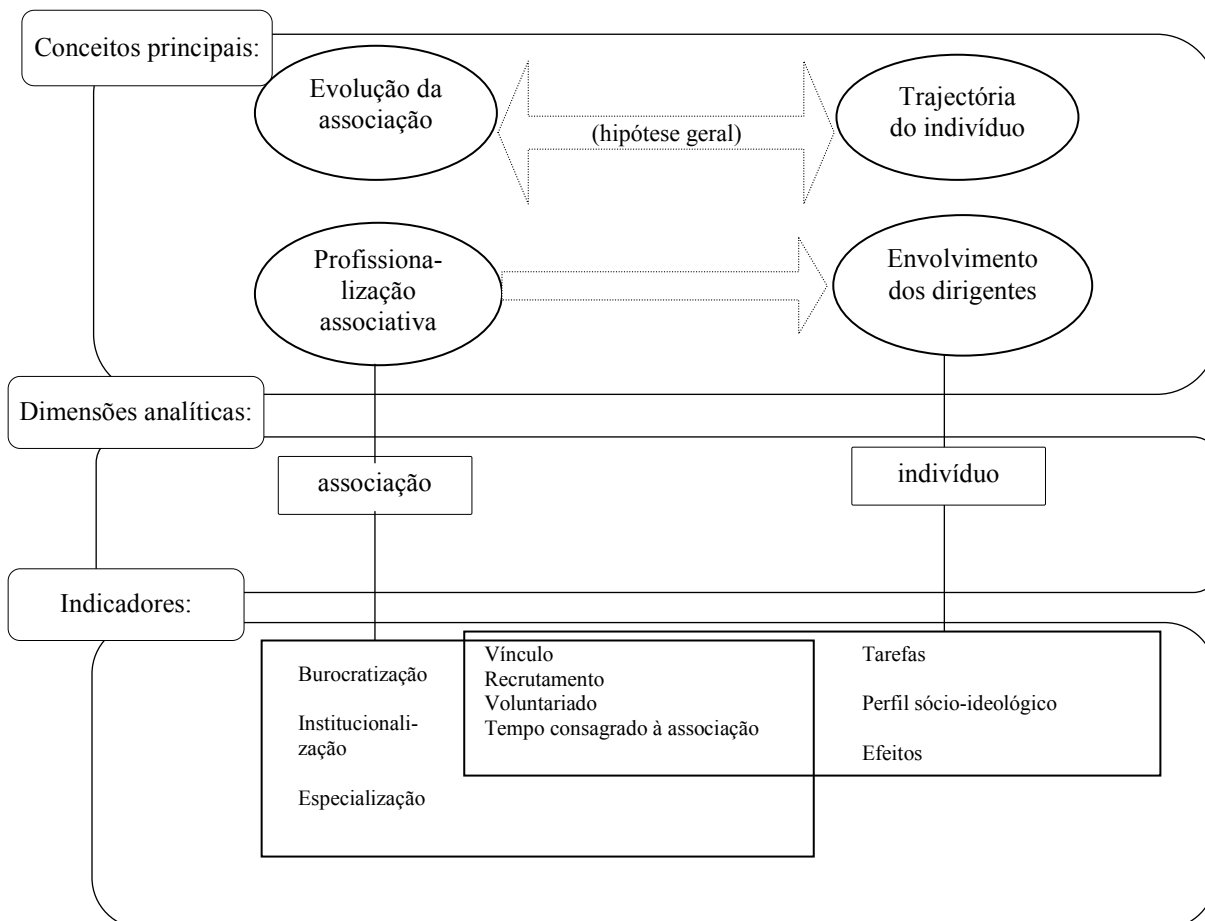 Conceitos principais:
Evolução da
associação
(hipótese geral)
Trajectória
do indivíduo
Profissiona-
lização
associativa
Envolvimento
dos dirigentes
Dimensões analíticas:
associação
indivíduo
Indicadores:
Burocratização
Institucionali-
zação
Especialização
Vínculo
Recrutamento
Voluntariado
Tempo consagrado à associação
Tarefas
Perfil sócio-ideológico
Efeitos